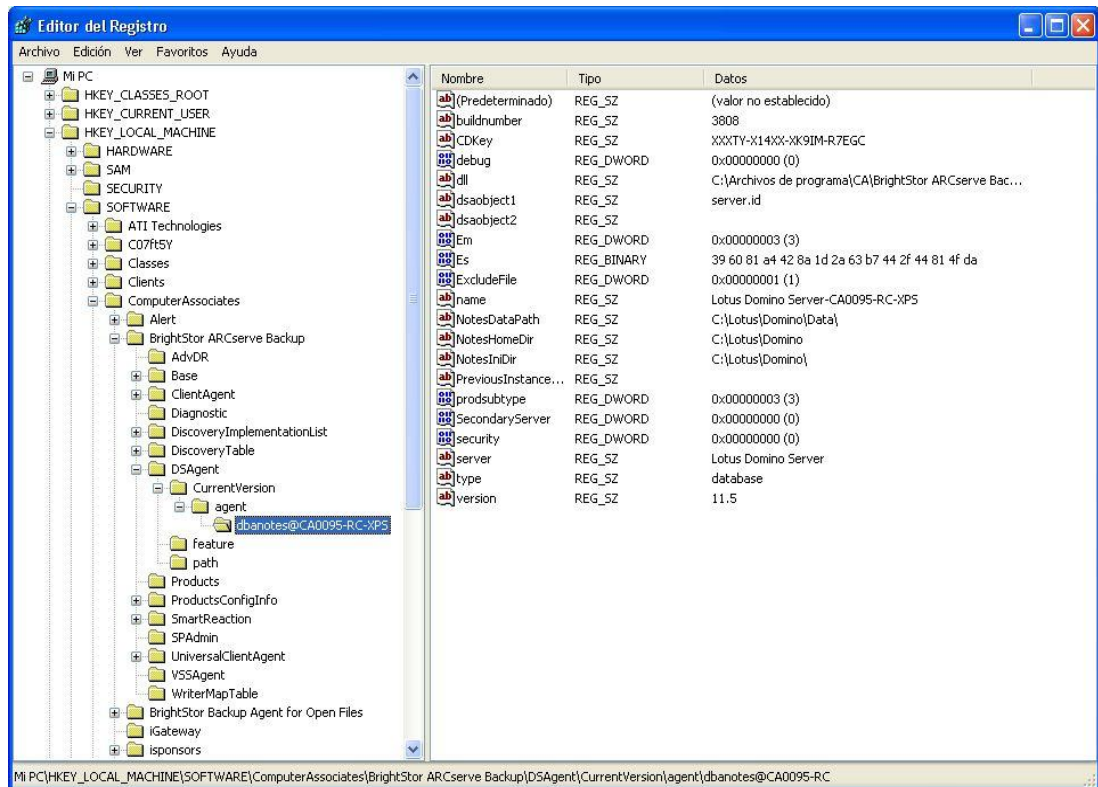 Editor del Registro
Archivo Edición Ver Favoritos Ayuda
Mi PC
HKEY_CLASSES_ROOT
HKEY_CURRENT_USER
HKEY_LOCAL_MACHINE
HARDWARE
SAM
SECURITY
SOFTWARE
ATI Technologies
C07ft5Y
Classes
Clients
ComputerAssociates
Alert
BrightStor ARCserve Backup
AdvDR
Base
ClientAgent
Diagnostic
DiscoveryImplementationList
DiscoveryTable
DSAgent
CurrentVersion
agent
dbanotes@CA0095-RC-XPS
feature
path
Products
ProductsConfigInfo
SmartReaction
SPAdmin
UniversalClientAgent
VSSAgent
WriterMapTable
BrightStor Backup Agent for Open Files
iGateway
isponsors
Nombre Tipo Datos
(Predeterminado) REG_SZ (valor no establecido)
buildnumber REG_SZ 3808
CDKey REG_SZ XXXTY-X14XX-XK9IM-R7EGC
debug REG_DWORD 0x00000000 (0)
dll REG_SZ C:\Archivos de programa\CA\BrightStor ARCserve Bac...
dsaobject1 REG_SZ server.id
dsaobject2 REG_SZ
Em REG_DWORD 0x00000003 (3)
Es REG_BINARY 39 60 81 a4 42 8a 1d 2a 63 b7 44 2f 44 81 4f da
ExcludeFile REG_DWORD 0x00000001 (1)
name REG_SZ Lotus Domino Server-CA0095-RC-XPS
NotesDataPath REG_SZ C:\Lotus\Domino\Data\
NotesHomeDir REG_SZ C:\Lotus\Domino
NotesIniDir REG_SZ C:\Lotus\Domino\
PreviousInstance... REG_SZ
prodsubtype REG_DWORD 0x00000003 (3)
SecondaryServer REG_DWORD 0x00000000 (0)
security REG_DWORD 0x00000000 (0)
server REG_SZ Lotus Domino Server
type REG_SZ database
version REG_SZ 11.5
Mi PC\HKEY_LOCAL_MACHINE\SOFTWARE\ComputerAssociates\BrightStor ARCserve Backup\DSAgent\CurrentVersion\agent\dbanotes@CA0095-RC